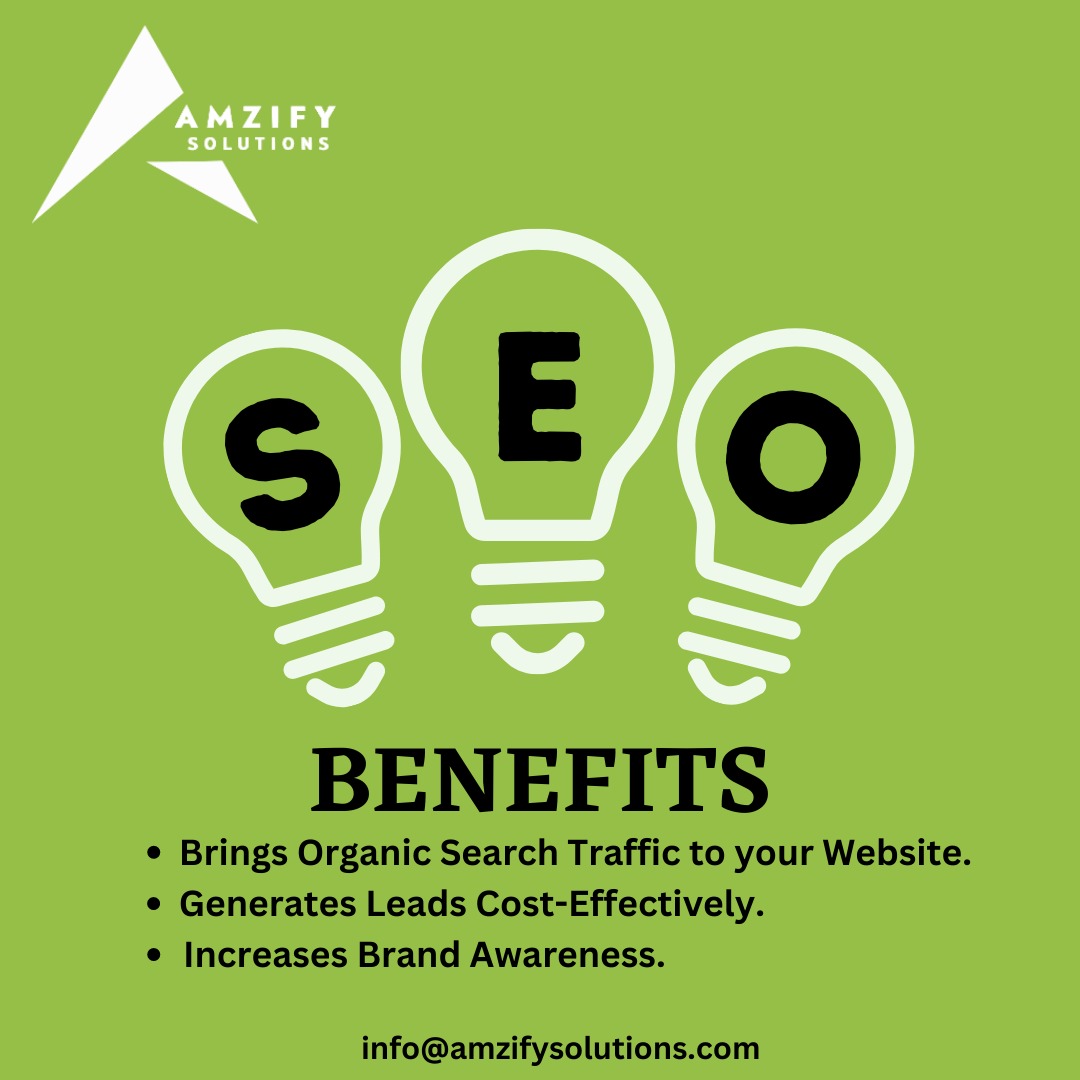 AMZIFY
SOLUTIONS
S E O
BENEFITS
• Brings Organic Search Traffic to your Website.
• Generates Leads Cost-Effectively.
• Increases Brand Awareness.
info@amzifysolutions.com